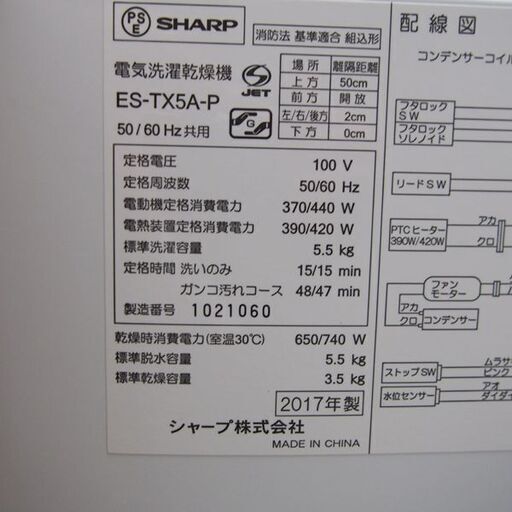 PS
E
SHARP
消防法 基準適合 組込形
電気洗濯乾燥機
ES-TX5A-P
JET
50/60Hz共用
G
場所 離隔距離
上方 50cm
前方 開放
左/右/後方 2cm
下方 0cm
定格電圧 100 V
定格周波数 50/60 Hz
電動機定格消費電力 370/440 W
電熱装置定格消費電力 390/420 W
標準洗濯容量 5.5 kg
定格時間 洗いのみ 15/15 min
ガンコ汚れコース 48/47 min
製造番号 1021060
乾燥時消費電力(室温30℃) 650/740 W
標準脱水容量 5.5 kg
標準乾燥容量 3.5 kg
2017年製
シャープ株式会社
MADE IN CHINA
配線図
コンデンサーコイル
フタロック
SW
フタロック
ソレノイド
リードSW
PTCヒーター
390W/420W
アカ
クロ
ファン
モーター
アカ
クロ
コンデンサー
ストップSW
ムラサ
ピンク
水位センサー
アオ
ダイダイ